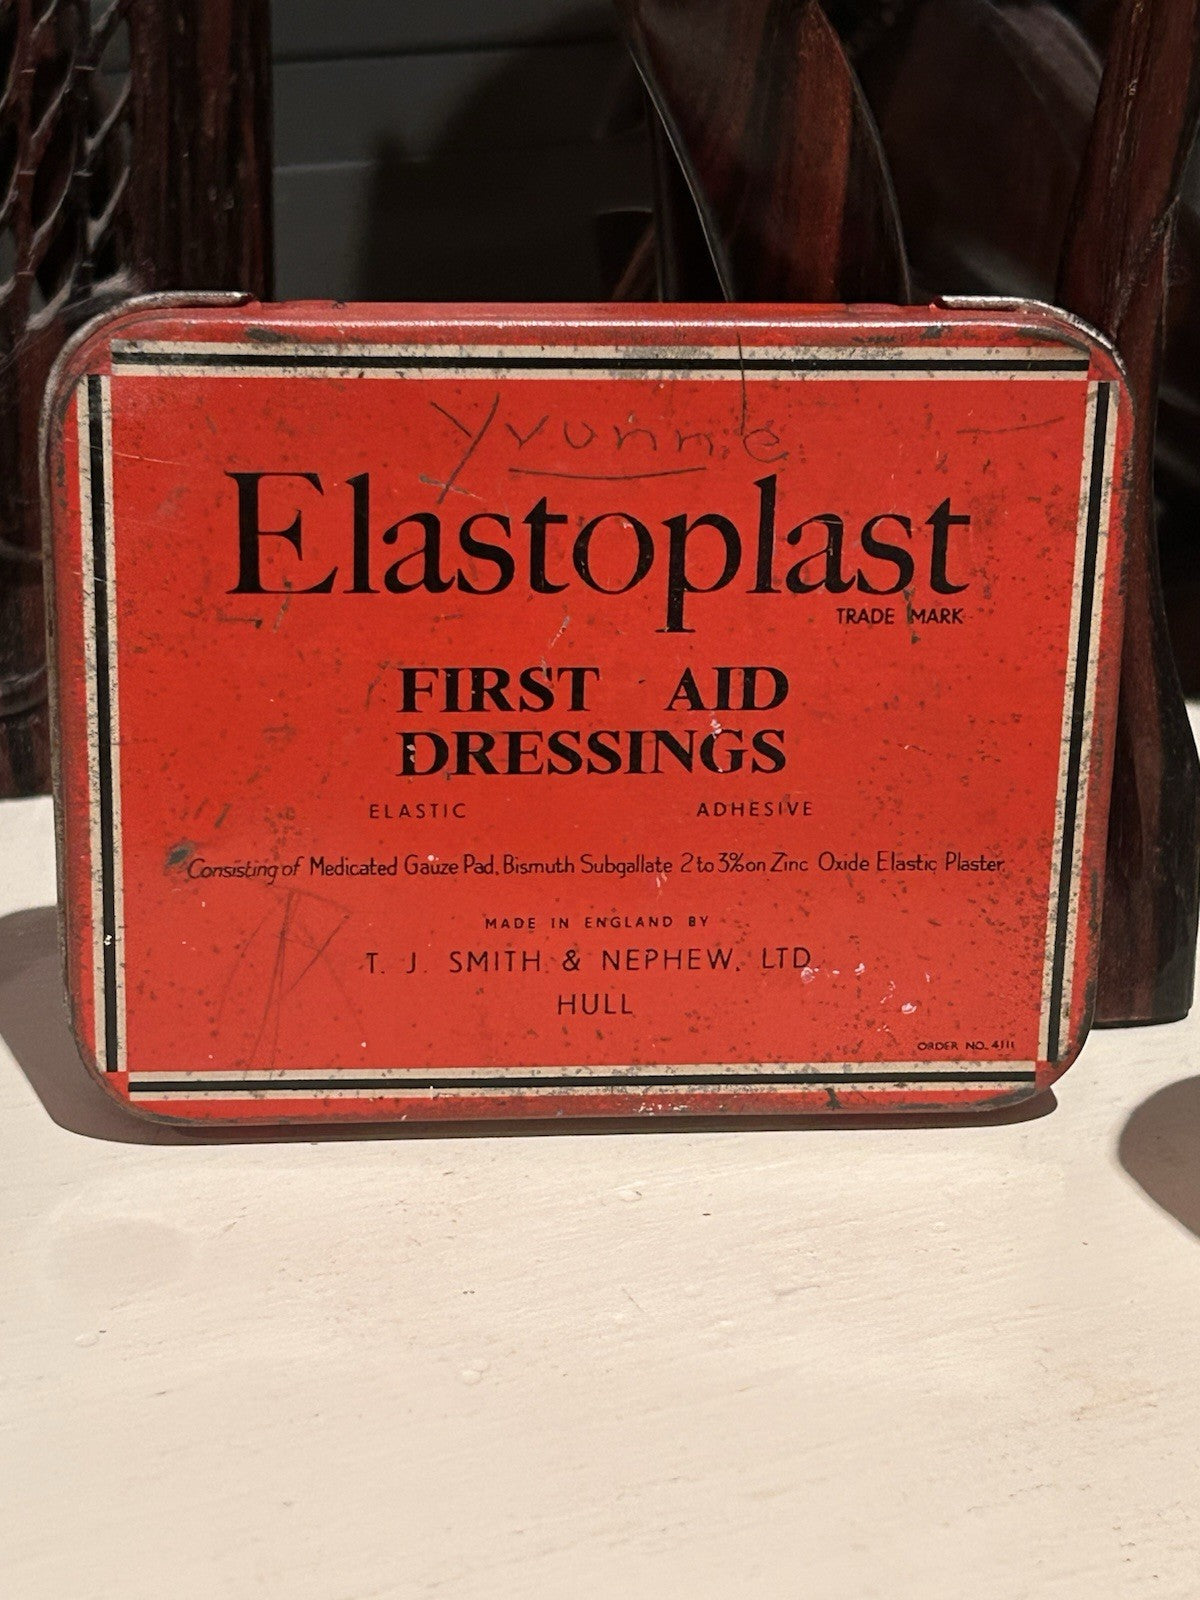 Yvonne
Elastoplast
TRADE MARK
FIRST AID
DRESSINGS
ELASTIC ADHESIVE
Consisting of Medicated Gauze Pad, Bismuth Subgallate 2 to 3% on Zinc Oxide Elastic Plaster.
MADE IN ENGLAND BY
T. J. SMITH & NEPHEW, LTD.
HULL
ORDER NO. 4111